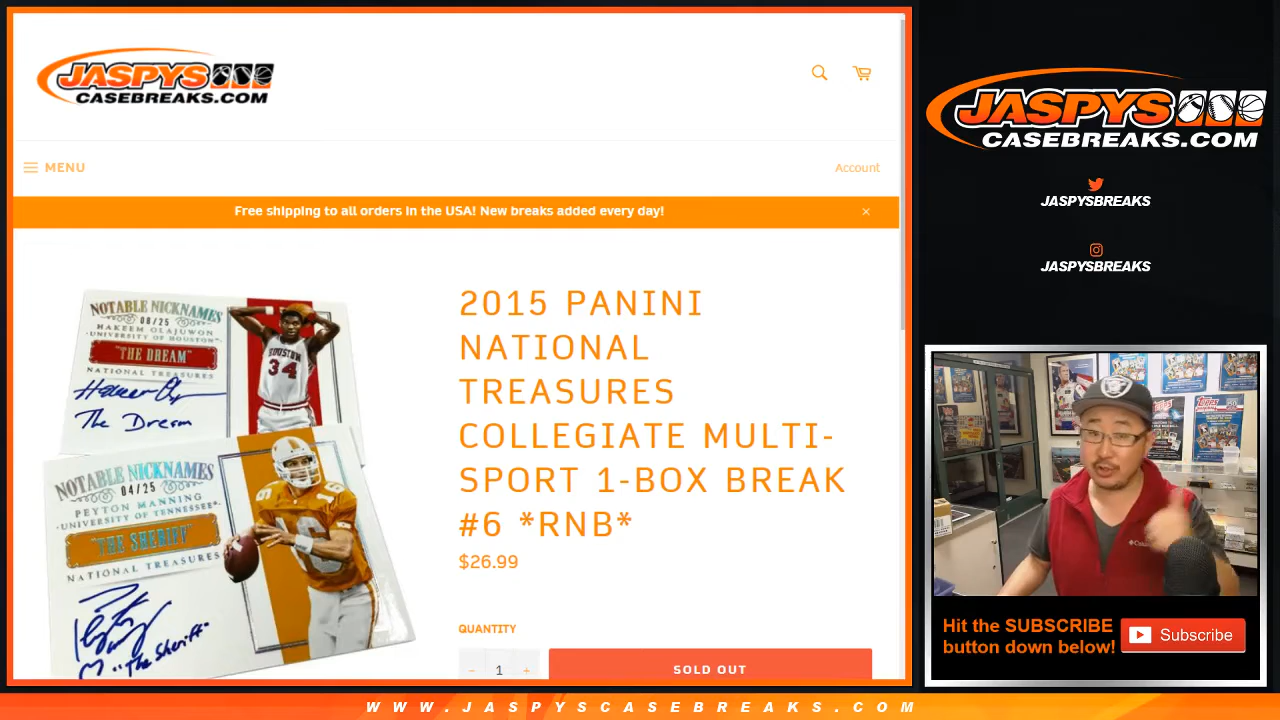 JASPYS
CASEBREAKS.COM
MENU
Account
Free shipping to all orders in the USA! New breaks added every day!
×
NOTABLE NICKNAMES
08/25
HAKEEM OLAJUWON
UNIVERSITY OF HOUSTON
"THE DREAM"
NATIONAL TREASURES
The Dream
HOUSTON
34
NOTABLE NICKNAMES
04/25
PEYTON MANNING
UNIVERSITY OF TENNESSEE
"THE SHERIFF"
NATIONAL TREASURES
"The Sheriff"
16
2015 PANINI
NATIONAL
TREASURES
COLLEGIATE MULTI-
SPORT 1-BOX BREAK
#6 *RNB*
$26.99
QUANTITY
− 1 +
SOLD OUT
JASPYS
CASEBREAKS.COM
JASPYSBREAKS
JASPYSBREAKS
Topps
Columbia
Hit the SUBSCRIBE
button down below!
Subscribe
WWW.JASPYSCASEBREAKS.COM